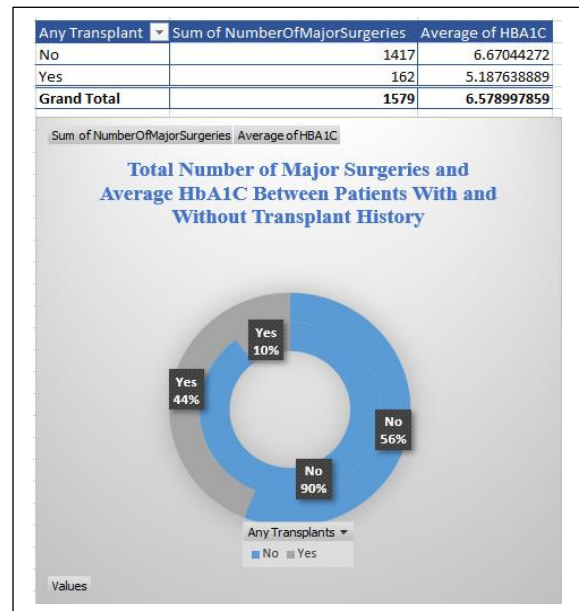 Any Transplant Sum of NumberOfMajorSurgeries Average of HBA1C
No 1417 6.67044272
Yes 162 5.187638889
Grand Total 1579 6.578997859
Sum of NumberOfMajorSurgeries Average of HBA1C
Total Number of Major Surgeries and
Average HbA1C Between Patients With and
Without Transplant History
Yes
10%
Yes
44%
No
56%
No
90%
Any Transplants
No Yes
Values